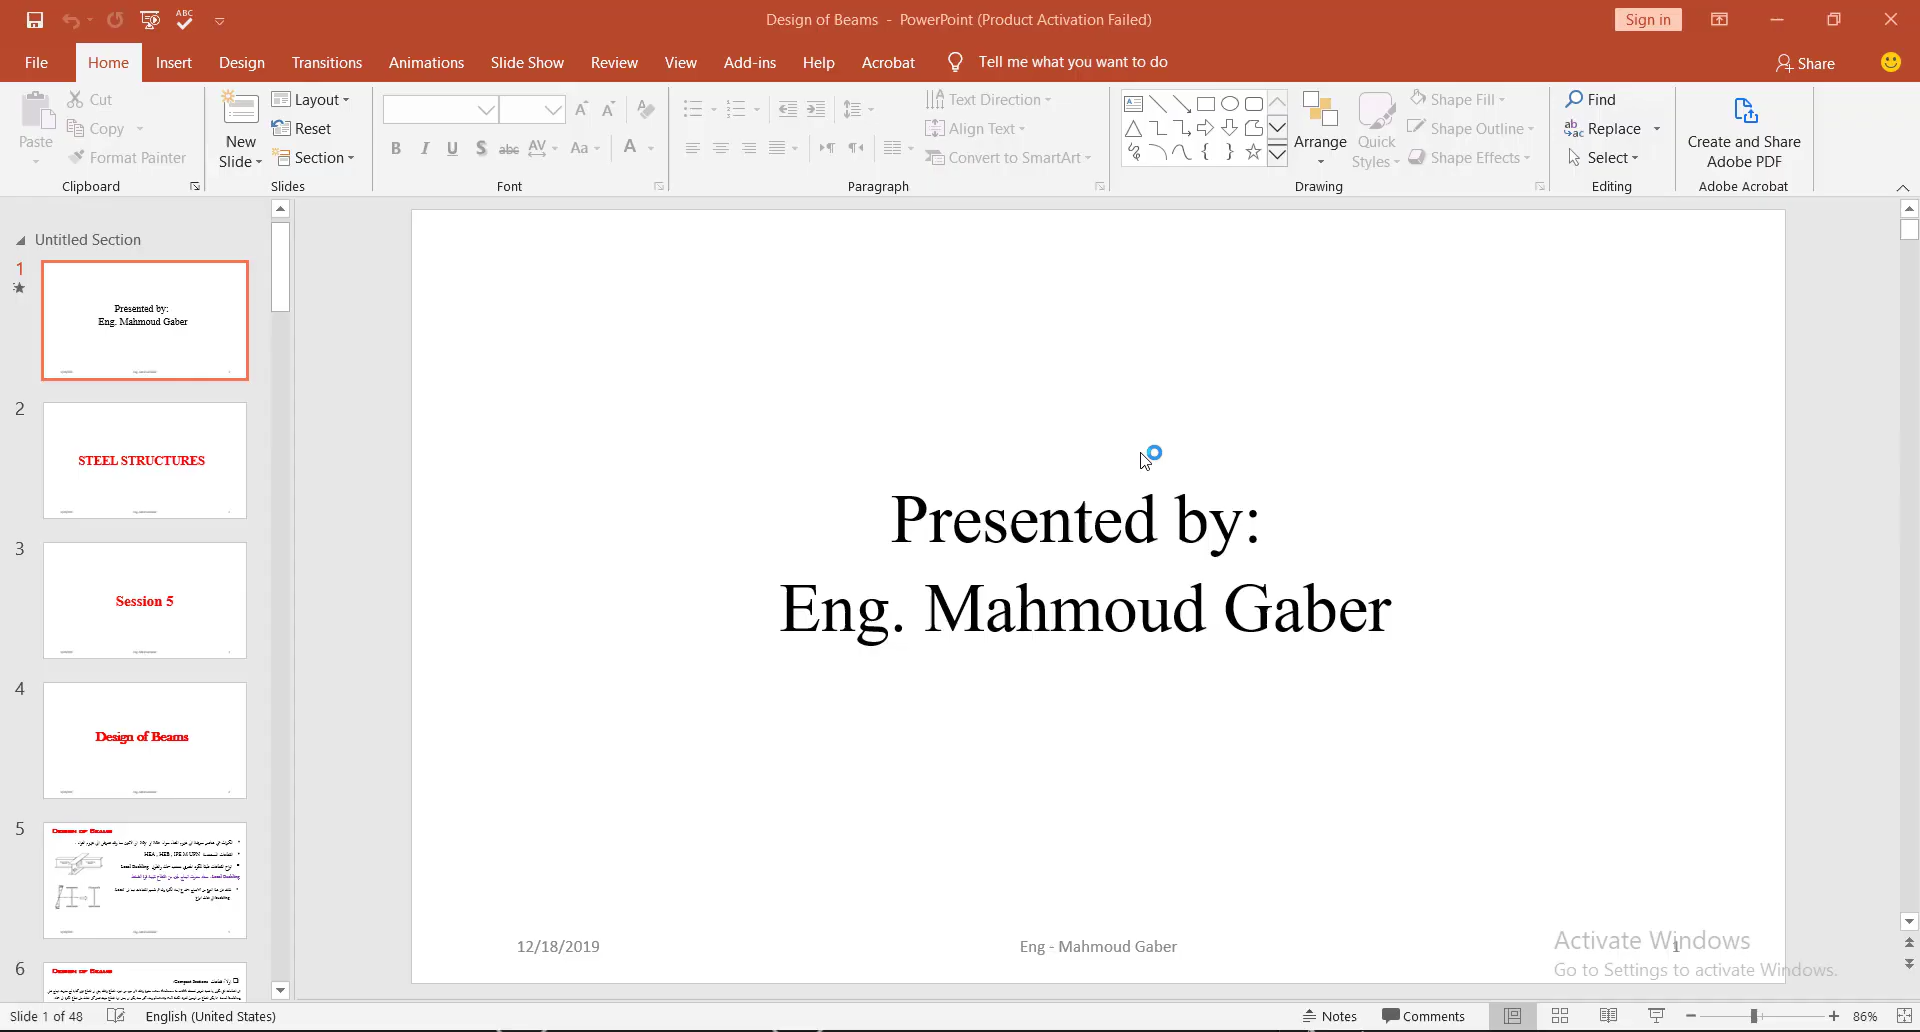 Design of Beams - PowerPoint (Product Activation Failed)
Sign in
File Home Insert Design Transitions Animations Slide Show Review View Add-ins Help Acrobat Tell me what you want to do Share
Paste
Cut
Copy
Format Painter
Clipboard
New Slide
Layout
Reset
Section
Slides
Font
Text Direction
Align Text
Convert to SmartArt
Paragraph
Arrange
Quick Styles
Shape Fill
Shape Outline
Shape Effects
Drawing
Find
Replace
Select
Editing
Create and Share
Adobe PDF
Adobe Acrobat
Untitled Section
1
Presented by:
Eng. Mahmoud Gaber
2
STEEL STRUCTURES
3
Session 5
4
Design of Beams
5
DESIGN OF BEAMS
6
DESIGN OF BEAMS
Presented by:
Eng. Mahmoud Gaber
12/18/2019
Eng - Mahmoud Gaber
1
Activate Windows
Go to Settings to activate Windows.
Slide 1 of 48
English (United States)
Notes
Comments
86%